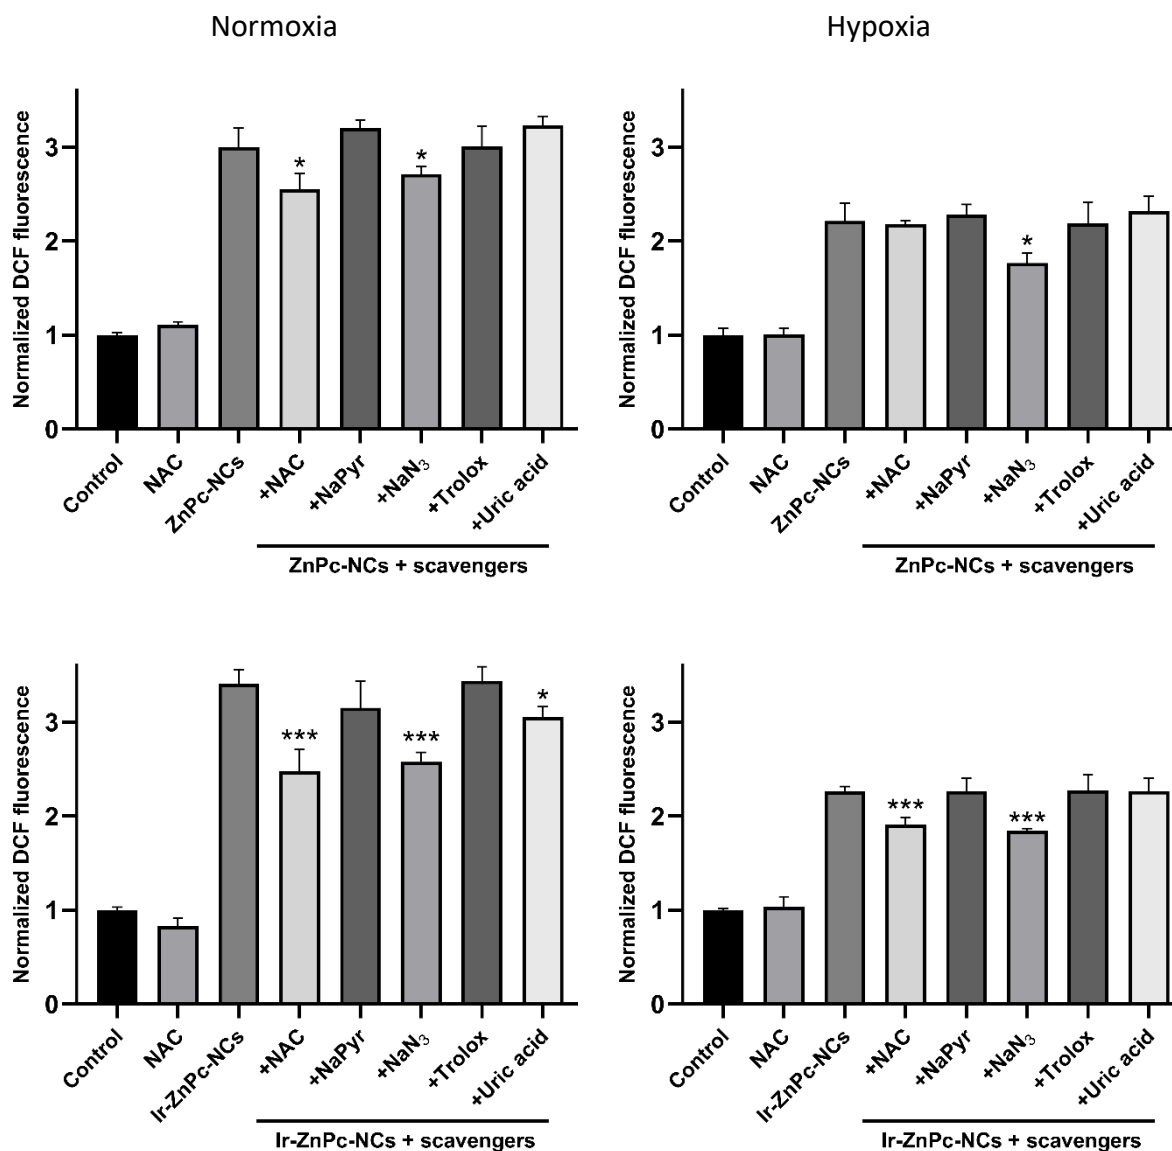 Normoxia
Hypoxia
Normalized DCF fluorescence
3
2
1
0
*
*
Control
NAC
ZnPc-NCs
+NAC
+NaPyr
+NaN₃
+Trolox
+Uric acid
ZnPc-NCs + scavengers
Normalized DCF fluorescence
3
2
1
0
*
Control
NAC
ZnPc-NCs
+NAC
+NaPyr
+NaN₃
+Trolox
+Uric acid
ZnPc-NCs + scavengers
Normalized DCF fluorescence
3
2
1
0
***
***
*
Control
NAC
Ir-ZnPc-NCs
+NAC
+NaPyr
+NaN₃
+Trolox
+Uric acid
Ir-ZnPc-NCs + scavengers
Normalized DCF fluorescence
3
2
1
0
***
***
Control
NAC
Ir-ZnPc-NCs
+NAC
+NaPyr
+NaN₃
+Trolox
+Uric acid
Ir-ZnPc-NCs + scavengers